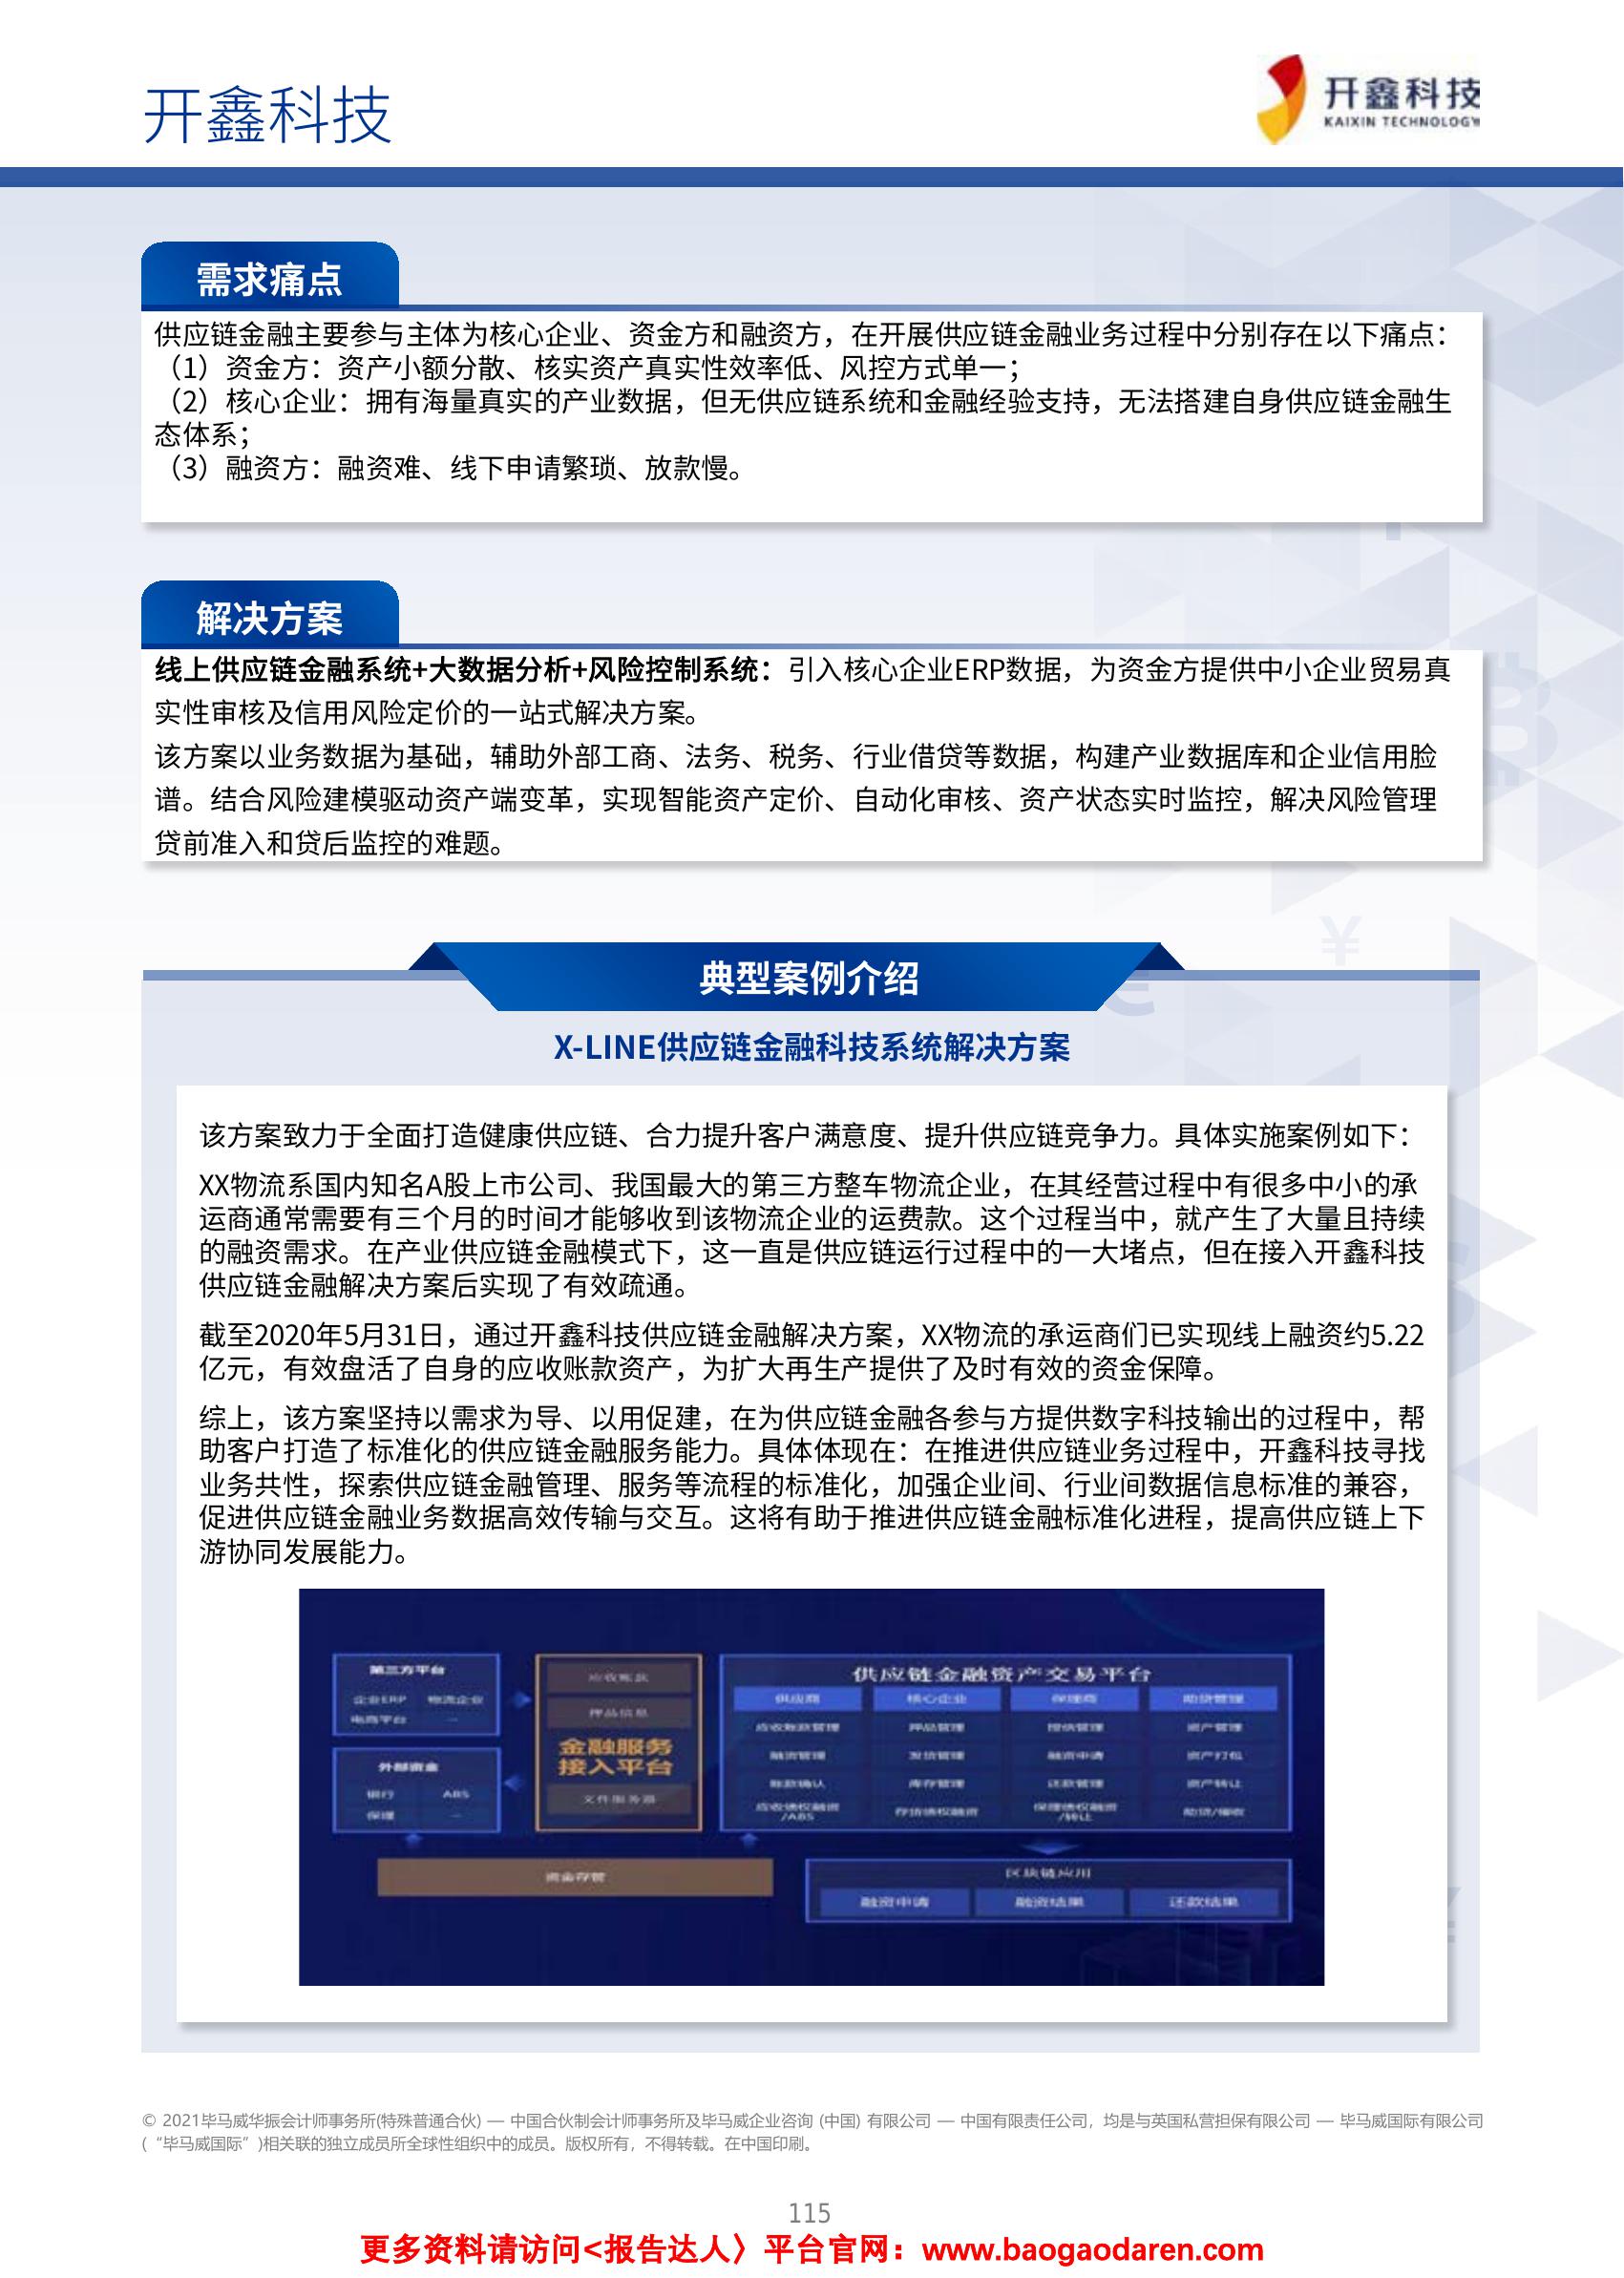 开鑫科技
开鑫科技
KAIXIN TECHNOLOGY
需求痛点
供应链金融主要参与主体为核心企业、资金方和融资方，在开展供应链金融业务过程中分别存在以下痛点：
（1）资金方：资产小额分散、核实资产真实性效率低、风控方式单一；
（2）核心企业：拥有海量真实的产业数据，但无供应链系统和金融经验支持，无法搭建自身供应链金融生
态体系；
（3）融资方：融资难、线下申请繁琐、放款慢。
解决方案
线上供应链金融系统+大数据分析+风险控制系统：引入核心企业ERP数据，为资金方提供中小企业贸易真
实性审核及信用风险定价的一站式解决方案。
该方案以业务数据为基础，辅助外部工商、法务、税务、行业借贷等数据，构建产业数据库和企业信用脸
谱。结合风险建模驱动资产端变革，实现智能资产定价、自动化审核、资产状态实时监控，解决风险管理
贷前准入和贷后监控的难题。
典型案例介绍
X-LINE供应链金融科技系统解决方案
该方案致力于全面打造健康供应链、合力提升客户满意度、提升供应链竞争力。具体实施案例如下：
XX物流系国内知名A股上市公司、我国最大的第三方整车物流企业，在其经营过程中有很多中小的承
运商通常需要有三个月的时间才能够收到该物流企业的运费款。这个过程当中，就产生了大量且持续
的融资需求。在产业供应链金融模式下，这一直是供应链运行过程中的一大堵点，但在接入开鑫科技
供应链金融解决方案后实现了有效疏通。
截至2020年5月31日，通过开鑫科技供应链金融解决方案，XX物流的承运商们已实现线上融资约5.22
亿元，有效盘活了自身的应收账款资产，为扩大再生产提供了及时有效的资金保障。
综上，该方案坚持以需求为导、以用促建，在为供应链金融各参与方提供数字科技输出的过程中，帮
助客户打造了标准化的供应链金融服务能力。具体体现在：在推进供应链业务过程中，开鑫科技寻找
业务共性，探索供应链金融管理、服务等流程的标准化，加强企业间、行业间数据信息标准的兼容，
促进供应链金融业务数据高效传输与交互。这将有助于推进供应链金融标准化进程，提高供应链上下
游协同发展能力。
第三方平台
企业ERP 物流企业
电商平台
外部资金
银行 ABS
保理
应收账款
押品信息
金融服务
接入平台
文件服务器
供应链金融资产交易平台
供应商 核心企业 保理商 助贷管理
应收账款管理 押品管理 授信管理 资产管理
融资管理 发货管理 融资申请 资产打包
账款确认 库存管理 还款管理 资产转让
应收债权融资 存货债权融资 保理债权融资 助贷/催收
/ABS /转让
资金存管
区块链应用
融资申请 融资结果 还款结果
© 2021毕马威华振会计师事务所(特殊普通合伙) — 中国合伙制会计师事务所及毕马威企业咨询 (中国) 有限公司 — 中国有限责任公司，均是与英国私营担保有限公司 — 毕马威国际有限公司
(“毕马威国际”)相关联的独立成员所全球性组织中的成员。版权所有，不得转载。在中国印刷。
115
更多资料请访问<报告达人〉平台官网：www.baogaodaren.com